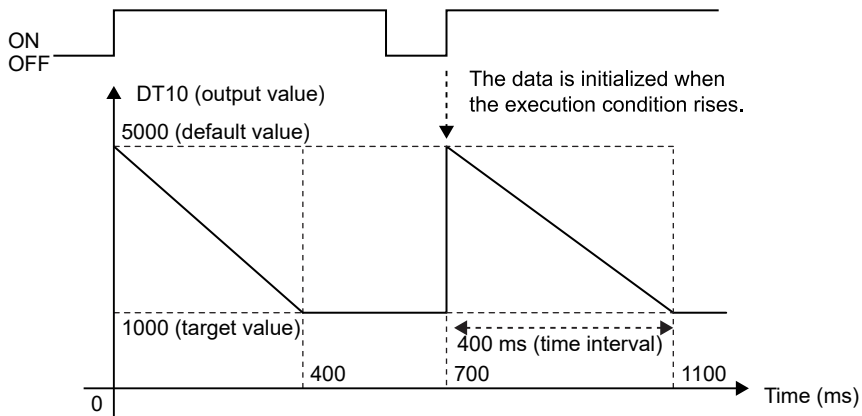 ON
OFF
The data is initialized when
the execution condition rises.
DT10 (output value)
5000 (default value)
1000 (target value)
400 ms (time interval)
400
700
1100
0
Time (ms)